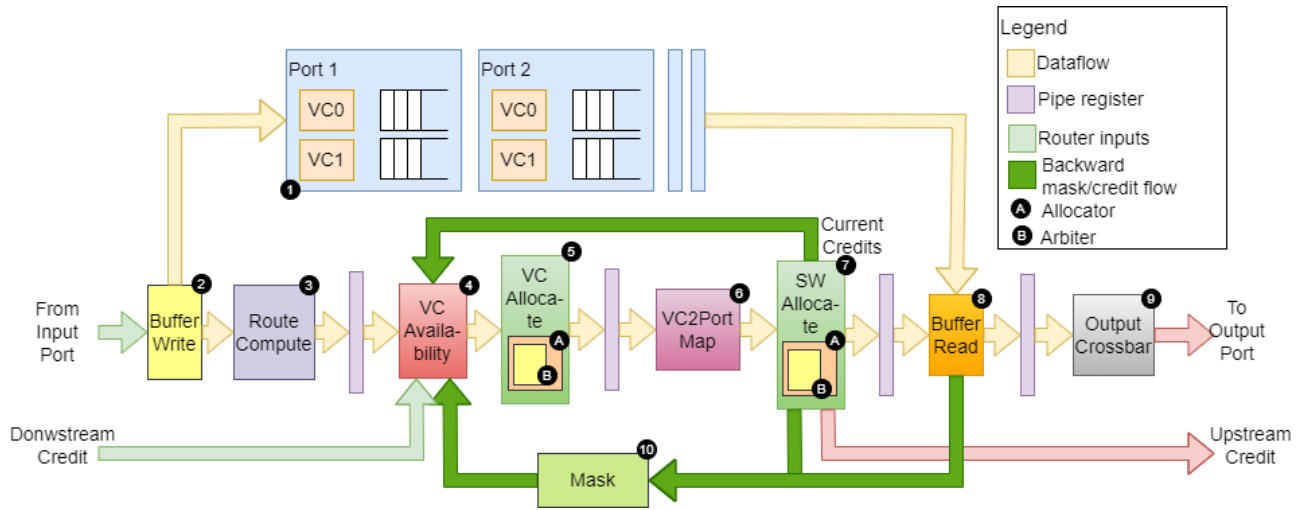 Port 1
VC0
VC1
1
Port 2
VC0
VC1
Legend
Dataflow
Pipe register
Router inputs
Backward
mask/credit flow
A Allocator
B Arbiter
Current
Credits
From
Input
Port
2
Buffer
Write
3
Route
Compute
4
VC
Availa-
bility
5
VC
Alloca-
te
A
B
6
VC2Port
Map
7
SW
Alloca-
te
A
B
8
Buffer
Read
9
Output
Crossbar
To
Output
Port
Donwstream
Credit
10
Mask
Upstream
Credit